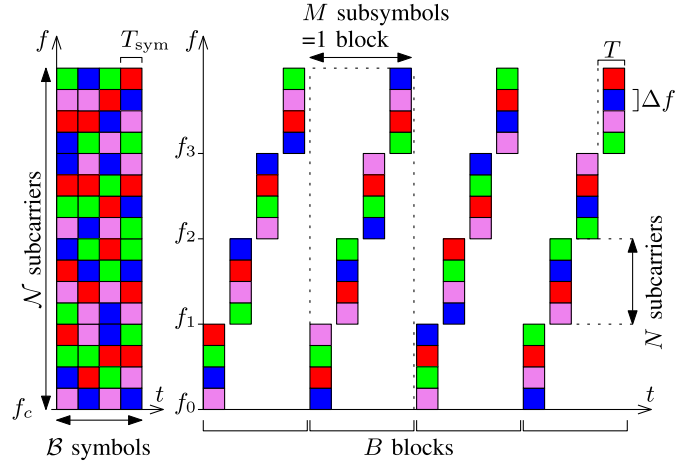 M subsymbols
=1 block
f
T_sym
f
T
Δf
f_3
𝒩 subcarriers
f_2
N subcarriers
f_1
f_c
t
f_0
t
ℬ symbols
B blocks